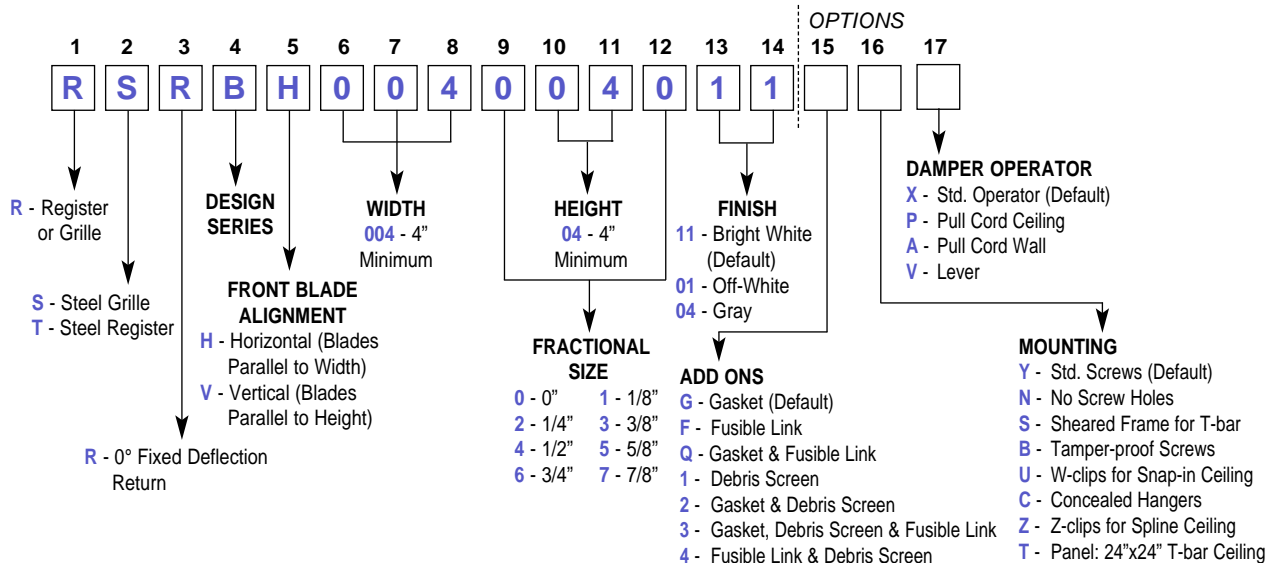 OPTIONS
1 2 3 4 5 6 7 8 9 10 11 12 13 14 15 16 17
R S R B H 0 0 4 0 0 4 0 1 1
R - Register
or Grille
S - Steel Grille
T - Steel Register
R - 0° Fixed Deflection
Return
DESIGN
SERIES
FRONT BLADE
ALIGNMENT
H - Horizontal (Blades
Parallel to Width)
V - Vertical (Blades
Parallel to Height)
WIDTH
004 - 4”
Minimum
HEIGHT
04 - 4”
Minimum
FRACTIONAL
SIZE
0 - 0” 1 - 1/8”
2 - 1/4” 3 - 3/8”
4 - 1/2” 5 - 5/8”
6 - 3/4” 7 - 7/8”
FINISH
11 - Bright White
(Default)
01 - Off-White
04 - Gray
ADD ONS
G - Gasket (Default)
F - Fusible Link
Q - Gasket & Fusible Link
1 - Debris Screen
2 - Gasket & Debris Screen
3 - Gasket, Debris Screen & Fusible Link
4 - Fusible Link & Debris Screen
DAMPER OPERATOR
X - Std. Operator (Default)
P - Pull Cord Ceiling
A - Pull Cord Wall
V - Lever
MOUNTING
Y - Std. Screws (Default)
N - No Screw Holes
S - Sheared Frame for T-bar
B - Tamper-proof Screws
U - W-clips for Snap-in Ceiling
C - Concealed Hangers
Z - Z-clips for Spline Ceiling
T - Panel: 24”x24” T-bar Ceiling